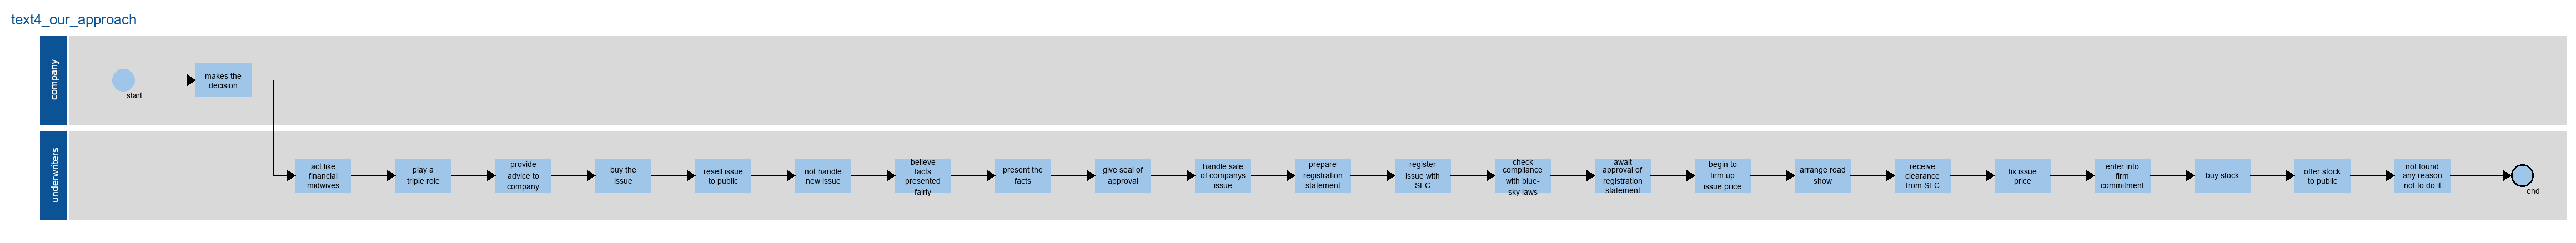 text4_our_approach
company
start
makes the
decision
underwriters
act like
financial
midwives
play a
triple role
provide
advice to
company
buy the
issue
resell issue
to public
not handle
new issue
believe
facts
presented
fairly
present the
facts
give seal of
approval
handle sale
of companys
issue
prepare
registration
statement
register
issue with
SEC
check
compliance
with blue-
sky laws
await
approval of
registration
statement
begin to
firm up
issue price
arrange road
show
receive
clearance
from SEC
fix issue
price
enter into
firm
commitment
buy stock
offer stock
to public
not found
any reason
not to do it
end